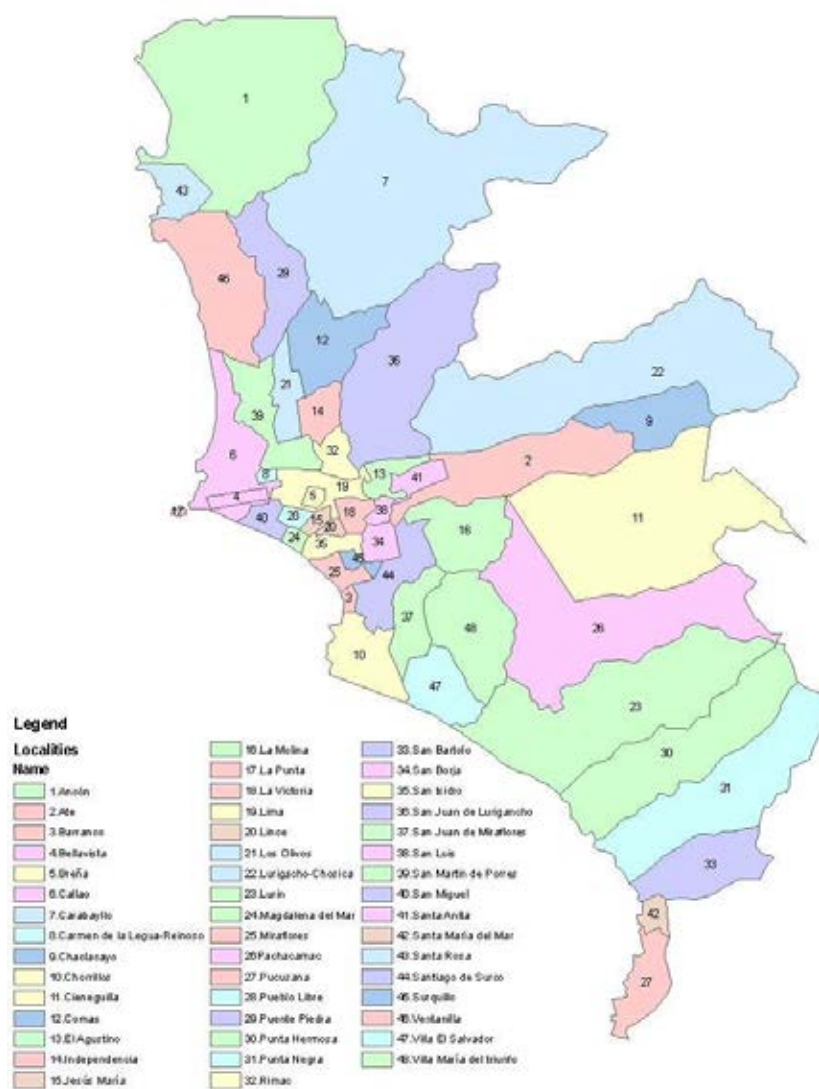 1
7
43
46
29
12
36
21
22
14
39
9
32
2
6
13
41
8
19
4
5
11
17
38
40
28
15
18
20
16
24
35
34
45
25
44
3
37
48
26
10
47
23
30
31
33
42
27
Legend
Localities
Name
1.Ancón
2.Ate
3.Barranco
4.Bellavista
5.Breña
6.Callao
7.Carabayllo
8.Carmen de la Legua-Reinoso
9.Chaclacayo
10.Chorrillos
11.Cieneguilla
12.Comas
13.El Agustino
14.Independencia
15.Jesús María
16.La Molina
17.La Punta
18.La Victoria
19.Lima
20.Lince
21.Los Olivos
22.Lurigacho-Chosica
23.Lurín
24.Magdalena del Mar
25.Miraflores
26.Pachacamac
27.Pucusana
28.Pueblo Libre
29.Puente Piedra
30.Punta Hermosa
31.Punta Negra
32.Rimac
33.San Bartolo
34.San Borja
35.San Isidro
36.San Juan de Lurigancho
37.San Juan de Miraflores
38.San Luis
39.San Martín de Porres
40.San Miguel
41.Santa Anita
42.Santa María del Mar
43.Santa Rosa
44.Santiago de Surco
45.Surquillo
46.Ventanilla
47.Villa El Salvador
48.Villa María del triunfo